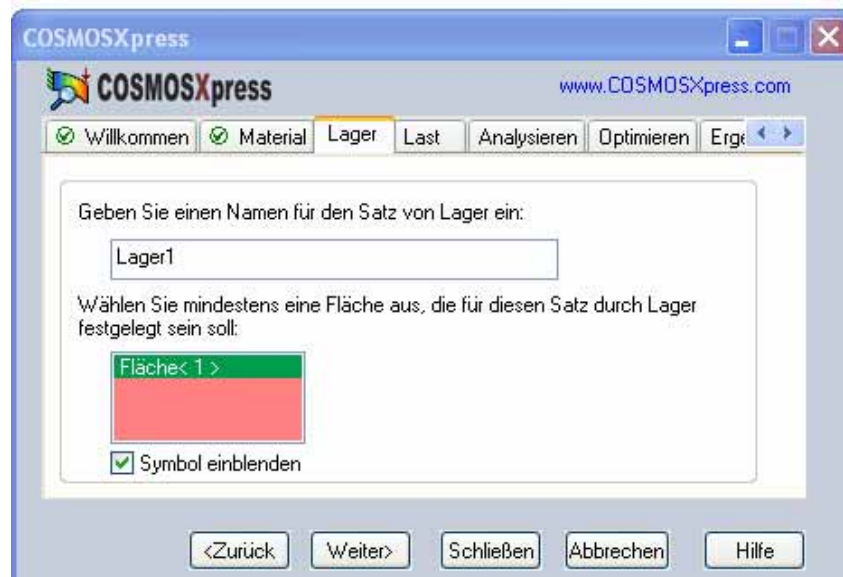 COSMOSXpress
COSMOSXpress www.COSMOSXpress.com
Willkommen Material Lager Last Analysieren Optimieren Erge
Geben Sie einen Namen für den Satz von Lager ein:
Lager1
Wählen Sie mindestens eine Fläche aus, die für diesen Satz durch Lager
festgelegt sein soll:
Fläche< 1 >
Symbol einblenden
<Zurück Weiter> Schließen Abbrechen Hilfe